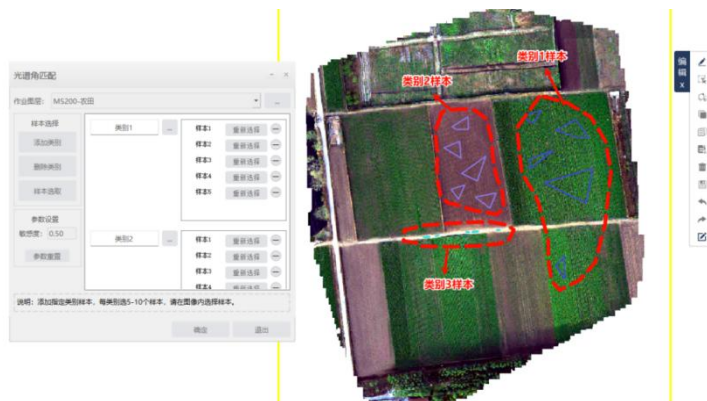 光谱角匹配
作业图层: MS200-农田
...
样本选择
添加类别
删除类别
样本选取
参数设置
敏感度: 0.50
参数重置
类别1
...
样本1 重新选择
样本2 重新选择
样本3 重新选择
样本4 重新选择
样本5 重新选择
类别2
...
样本1 重新选择
样本2 重新选择
样本3 重新选择
样本4 重新选择
说明: 添加指定类别样本,每类别选5-10个样本,请在图像内选择样本。
确定
退出
类别2样本
类别1样本
类别3样本
编辑
x